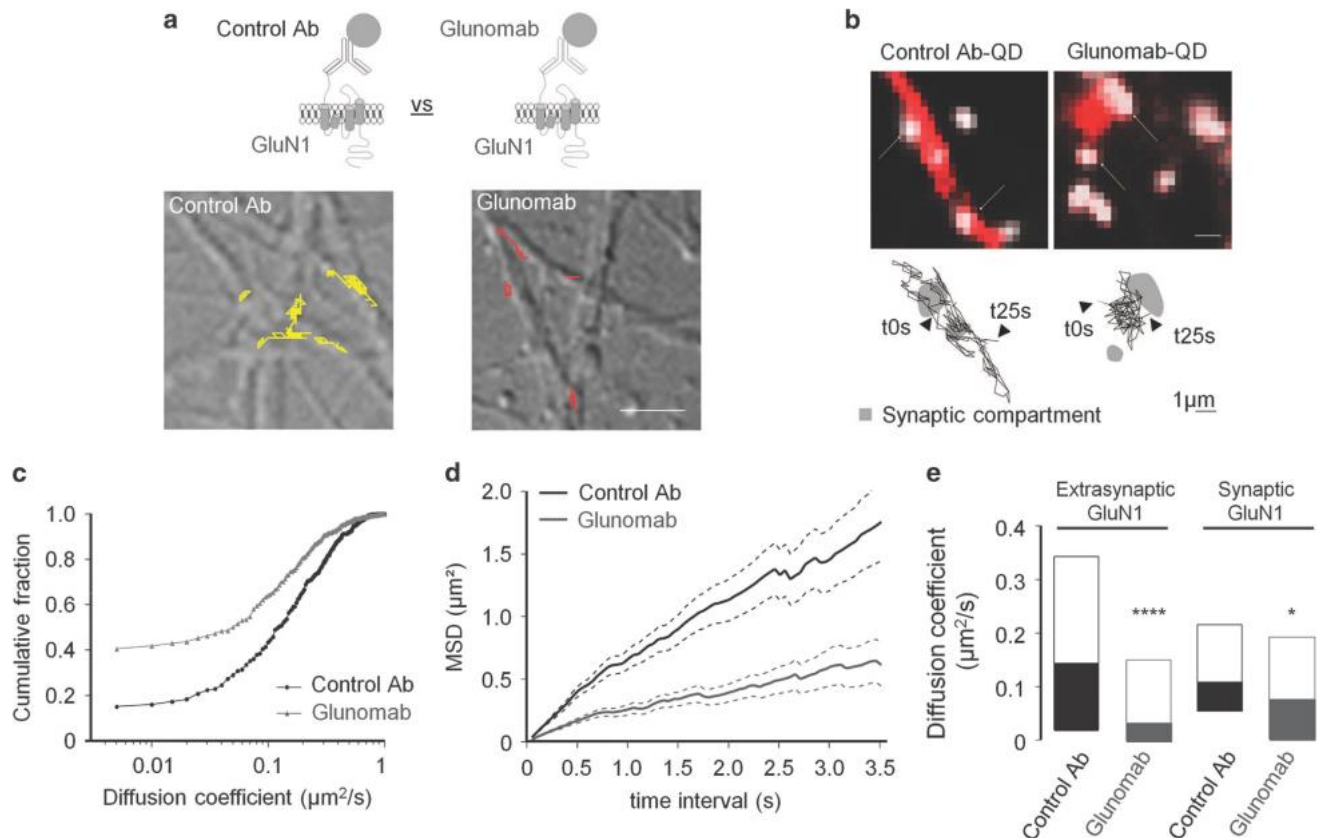 a
Control Ab
Glunomab
vs
GluN1
GluN1
Control Ab
Glunomab
b
Control Ab-QD
Glunomab-QD
t0s
t25s
t0s
t25s
Synaptic compartment
1µm
c
Cumulative fraction
1.0
0.8
0.6
0.4
0.2
0
Control Ab
Glunomab
0.01
0.1
1
Diffusion coefficient (µm²/s)
d
MSD (µm²)
2.0
1.5
1.0
0.5
0
Control Ab
Glunomab
0
0.5
1.0
1.5
2.0
2.5
3.0
3.5
time interval (s)
e
Extrasynaptic
GluN1
Synaptic
GluN1
Diffusion coefficient
(µm²/s)
0.4
0.3
0.2
0.1
0
****
*
Control Ab
Glunomab
Control Ab
Glunomab